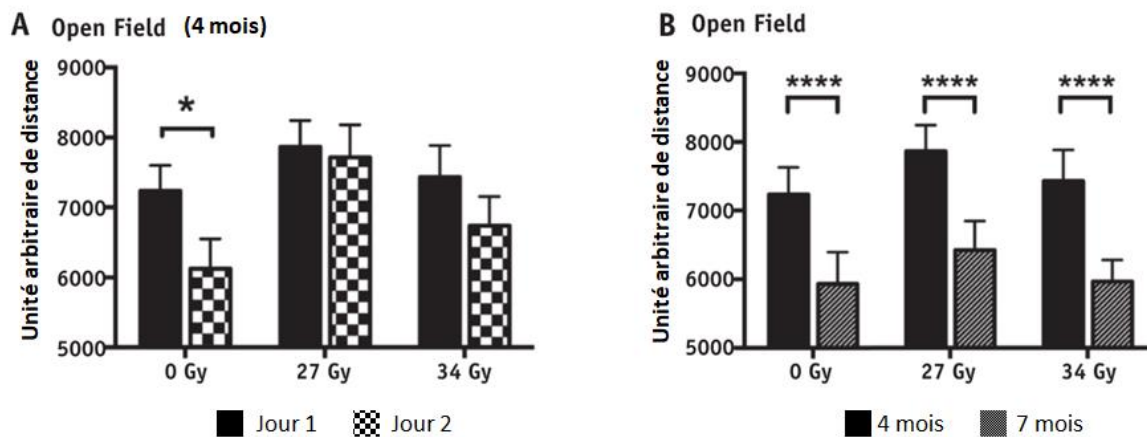 A Open Field (4 mois)
Unité arbitraire de distance
9000
8000
7000
6000
5000
*
0 Gy 27 Gy 34 Gy
Jour 1 Jour 2
B Open Field
Unité arbitraire de distance
9000
8000
7000
6000
5000
**** **** ****
0 Gy 27 Gy 34 Gy
4 mois 7 mois